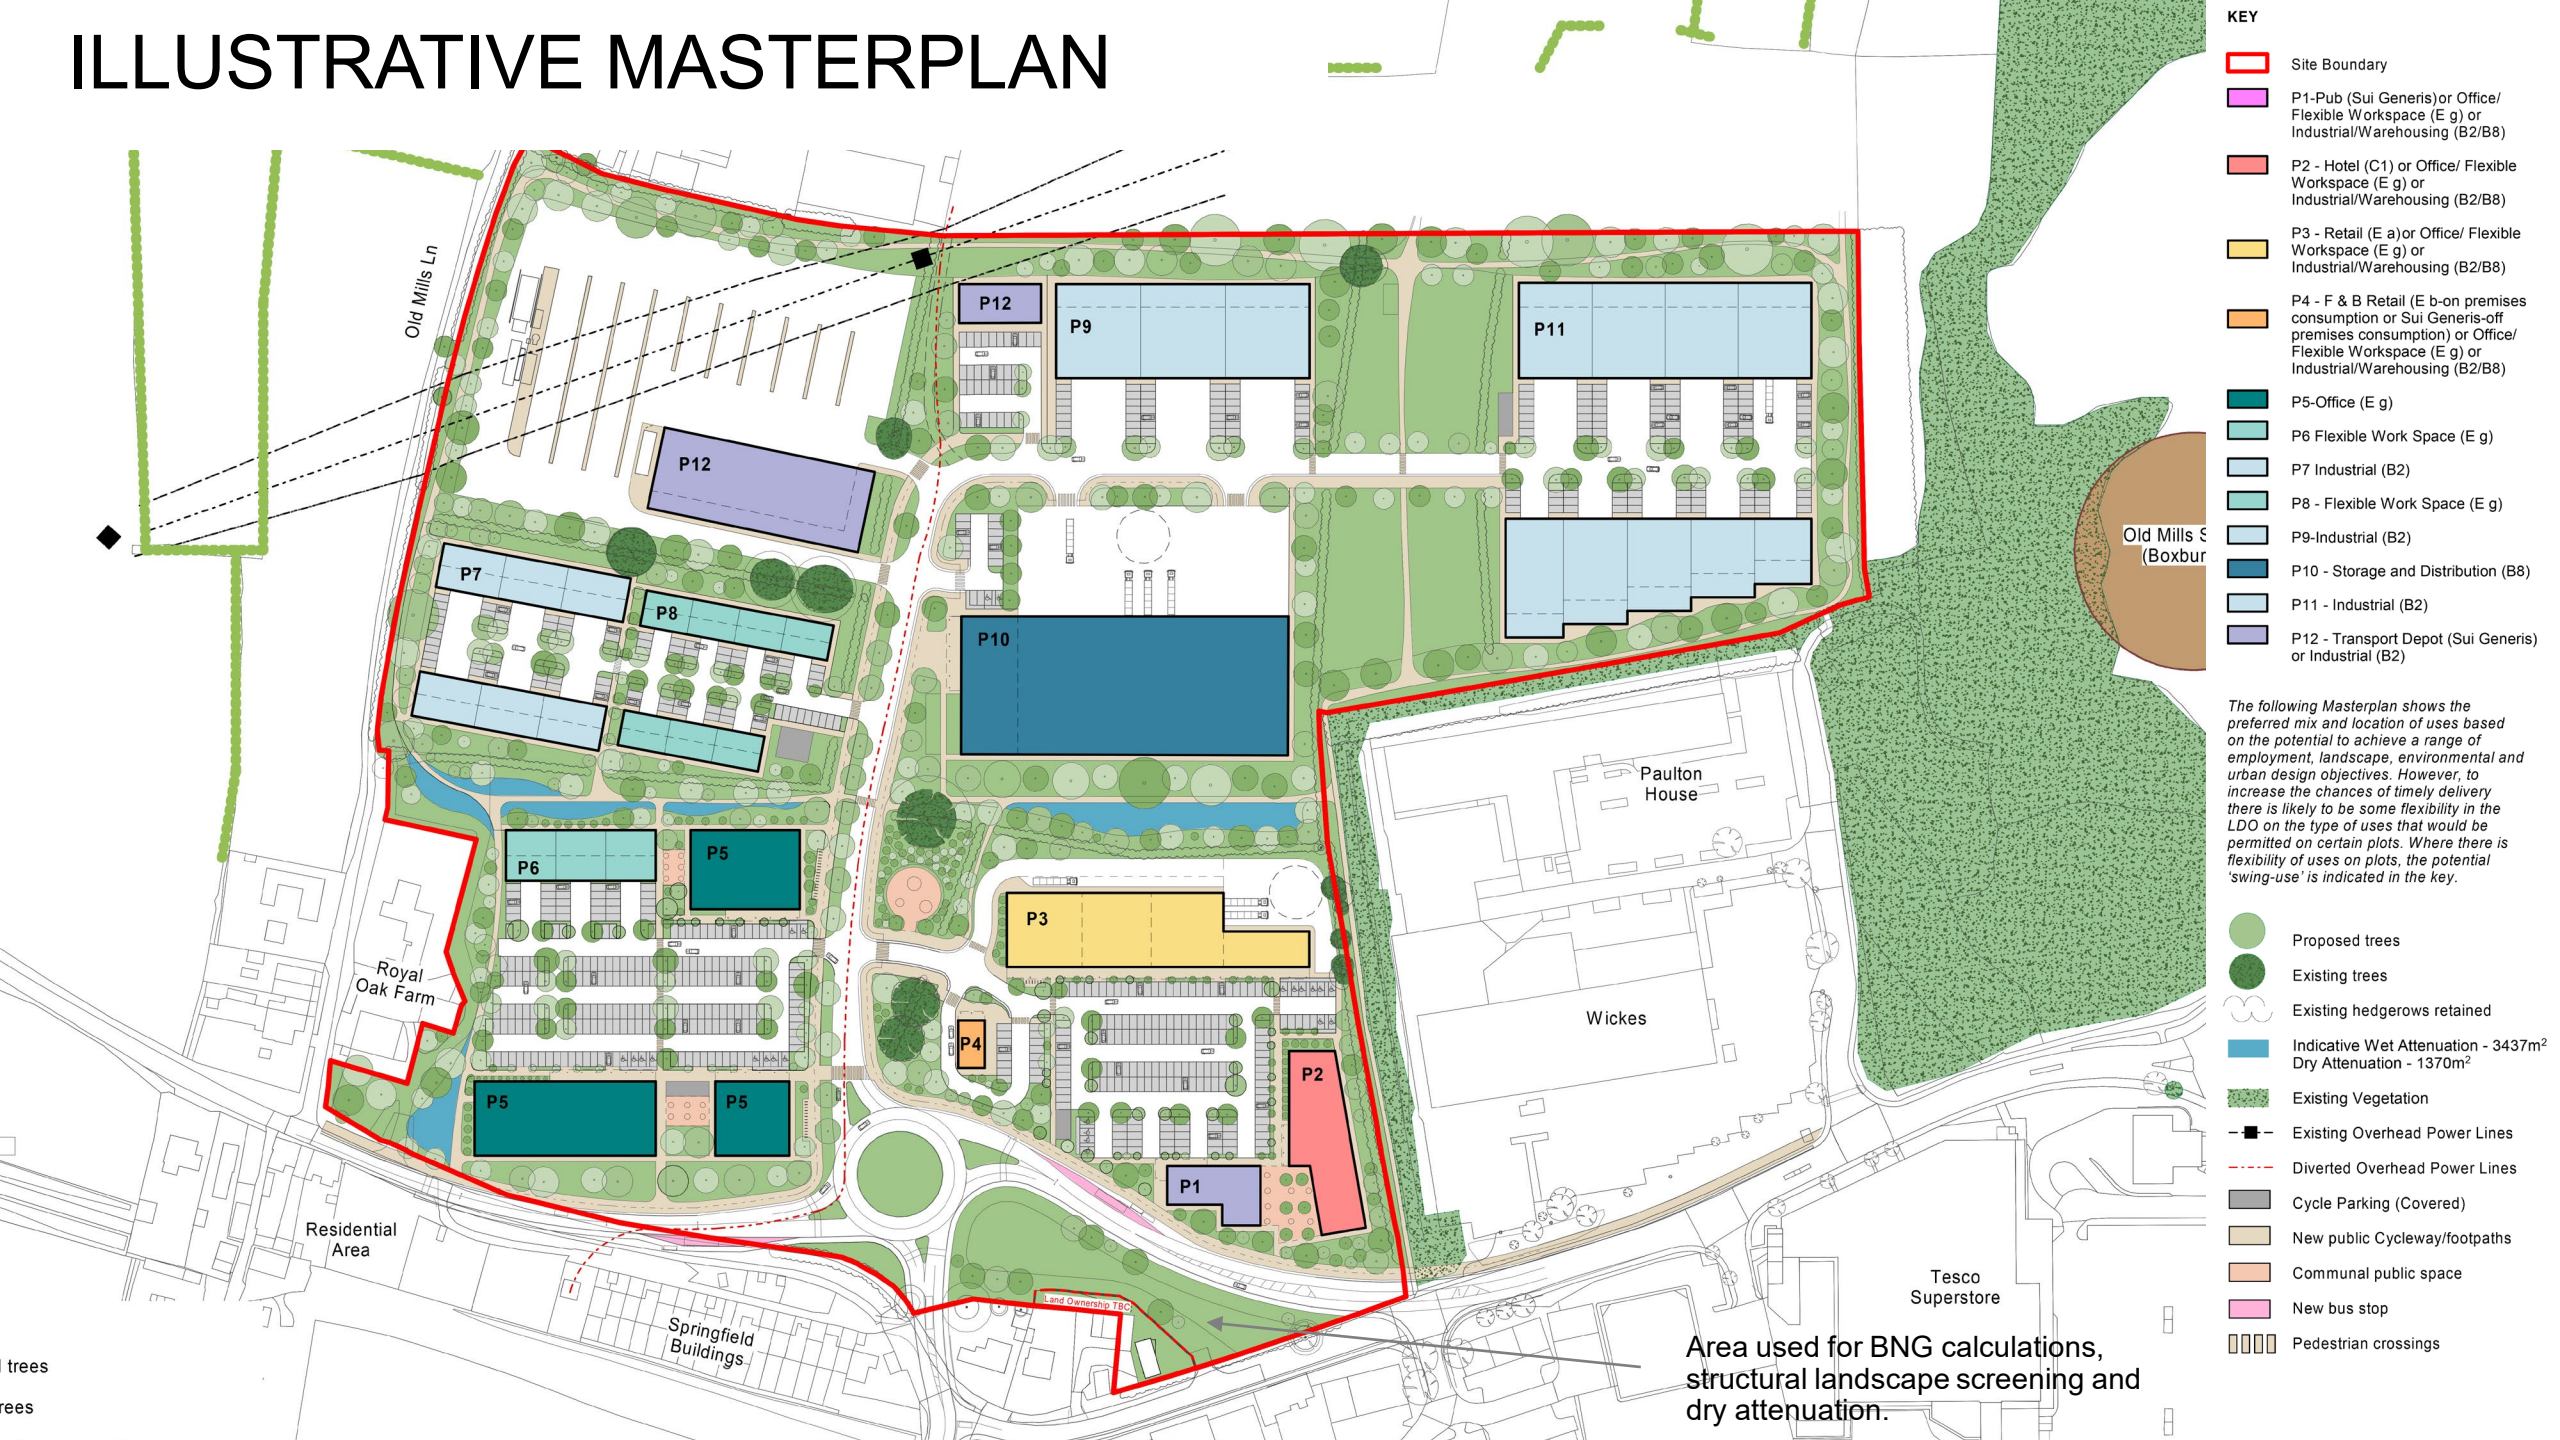 ILLUSTRATIVE MASTERPLAN
KEY
Site Boundary
P1-Pub (Sui Generis)or Office/
Flexible Workspace (E g) or
Industrial/Warehousing (B2/B8)
P2 - Hotel (C1) or Office/ Flexible
Workspace (E g) or
Industrial/Warehousing (B2/B8)
P3 - Retail (E a)or Office/ Flexible
Workspace (E g) or
Industrial/Warehousing (B2/B8)
P4 - F & B Retail (E b-on premises
consumption or Sui Generis-off
premises consumption) or Office/
Flexible Workspace (E g) or
Industrial/Warehousing (B2/B8)
P5-Office (E g)
P6 Flexible Work Space (E g)
P7 Industrial (B2)
P8 - Flexible Work Space (E g)
P9-Industrial (B2)
P10 - Storage and Distribution (B8)
P11 - Industrial (B2)
P12 - Transport Depot (Sui Generis)
or Industrial (B2)
The following Masterplan shows the
preferred mix and location of uses based
on the potential to achieve a range of
employment, landscape, environmental and
urban design objectives. However, to
increase the chances of timely delivery
there is likely to be some flexibility in the
LDO on the type of uses that would be
permitted on certain plots. Where there is
flexibility of uses on plots, the potential
‘swing-use’ is indicated in the key.
Proposed trees
Existing trees
Existing hedgerows retained
Indicative Wet Attenuation - 3437m²
Dry Attenuation - 1370m²
Existing Vegetation
Existing Overhead Power Lines
Diverted Overhead Power Lines
Cycle Parking (Covered)
New public Cycleway/footpaths
Communal public space
New bus stop
Pedestrian crossings
Old Mills Ln
P12
P9
P11
P12
P7
P8
P10
Old Mills S
(Boxbur
Paulton
House
P6
P5
P3
Royal
Oak Farm
Wickes
P4
P2
P5
P5
P1
Residential
Area
Land Ownership TBC
Tesco
Superstore
Springfield
Buildings
Area used for BNG calculations,
structural landscape screening and
dry attenuation.
trees
rees